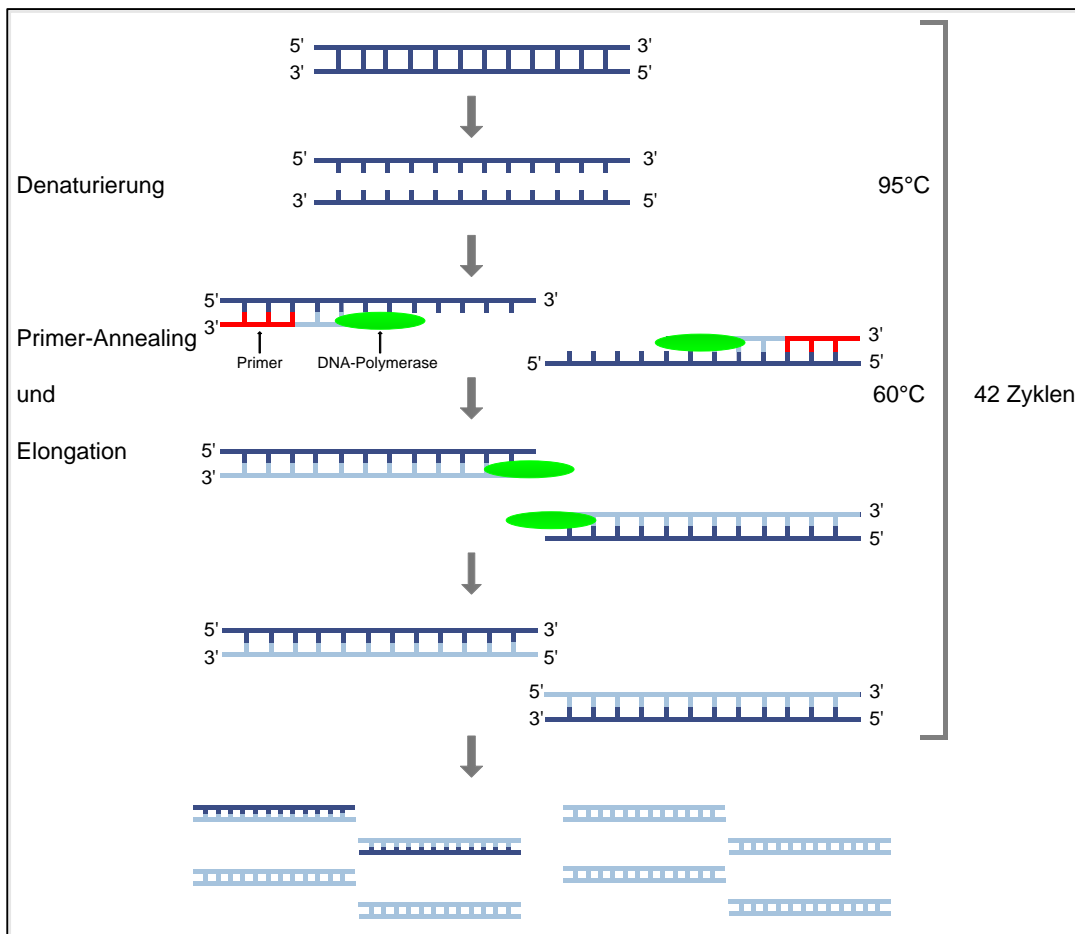 5' 3'
3' 5'
5' 3'
Denaturierung 95°C
3' 5'
5' 3'
3'
Primer-Annealing 3'
Primer DNA-Polymerase 5' 5'
und 60°C 42 Zyklen
Elongation
5'
3'
3'
5'
5' 3'
3' 5'
5' 3'
3' 5'